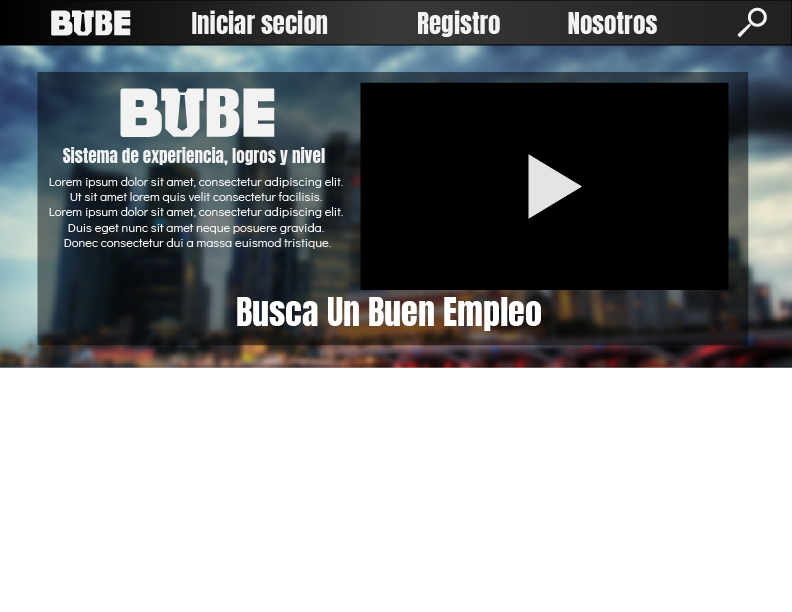 BUBE
Iniciar secion
Registro
Nosotros
BUBE
Sistema de experiencia, logros y nivel
Lorem ipsum dolor sit amet, consectetur adipiscing elit.
Ut sit amet lorem quis velit consectetur facilisis.
Lorem ipsum dolor sit amet, consectetur adipiscing elit.
Duis eget nunc sit amet neque posuere gravida.
Donec consectetur dui a massa euismod tristique.
Busca Un Buen Empleo